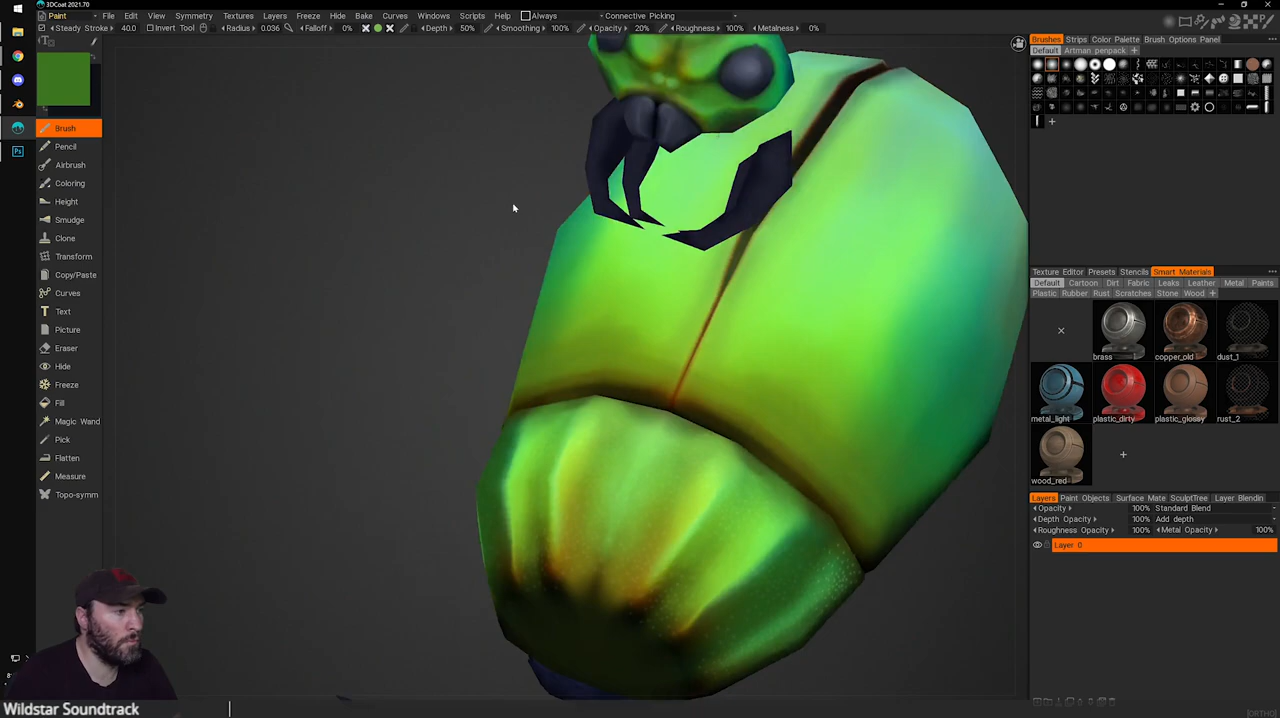 3DCoat 2021.70
Paint File Edit View Symmetry Textures Layers Freeze Hide Bake Curves Windows Scripts Help Always Connective Picking
Steady Stroke 40.0 Invert Tool Radius 0.036 Falloff 0% Depth 50% Smoothing 100% Opacity 20% Roughness 100% Metalness 0%
Brushes Strips Color Palette Brush Options Panel
Default Artman penpack
Brush
Pencil
Airbrush
Coloring
Height
Smudge
Clone
Transform
Copy/Paste
Curves
Text
Picture
Eraser
Hide
Freeze
Fill
Magic Wand
Pick
Flatten
Measure
Topo-symm
Texture Editor Presets Stencils Smart Materials
Default Cartoon Dirt Fabric Leaks Leather Metal Paints
Plastic Rubber Rust Scratches Stone Wood
brass copper_old dust_1
metal_light plastic_dirty plastic_glossy rust_2
wood_red
Layers Paint Objects Surface Mate SculptTree Layer Blendin
Opacity 100% Standard Blend
Depth Opacity 100% Add depth
Roughness Opacity 100% Metal Opacity 100%
Layer 0
Wildstar Soundtrack
[ORTHO]